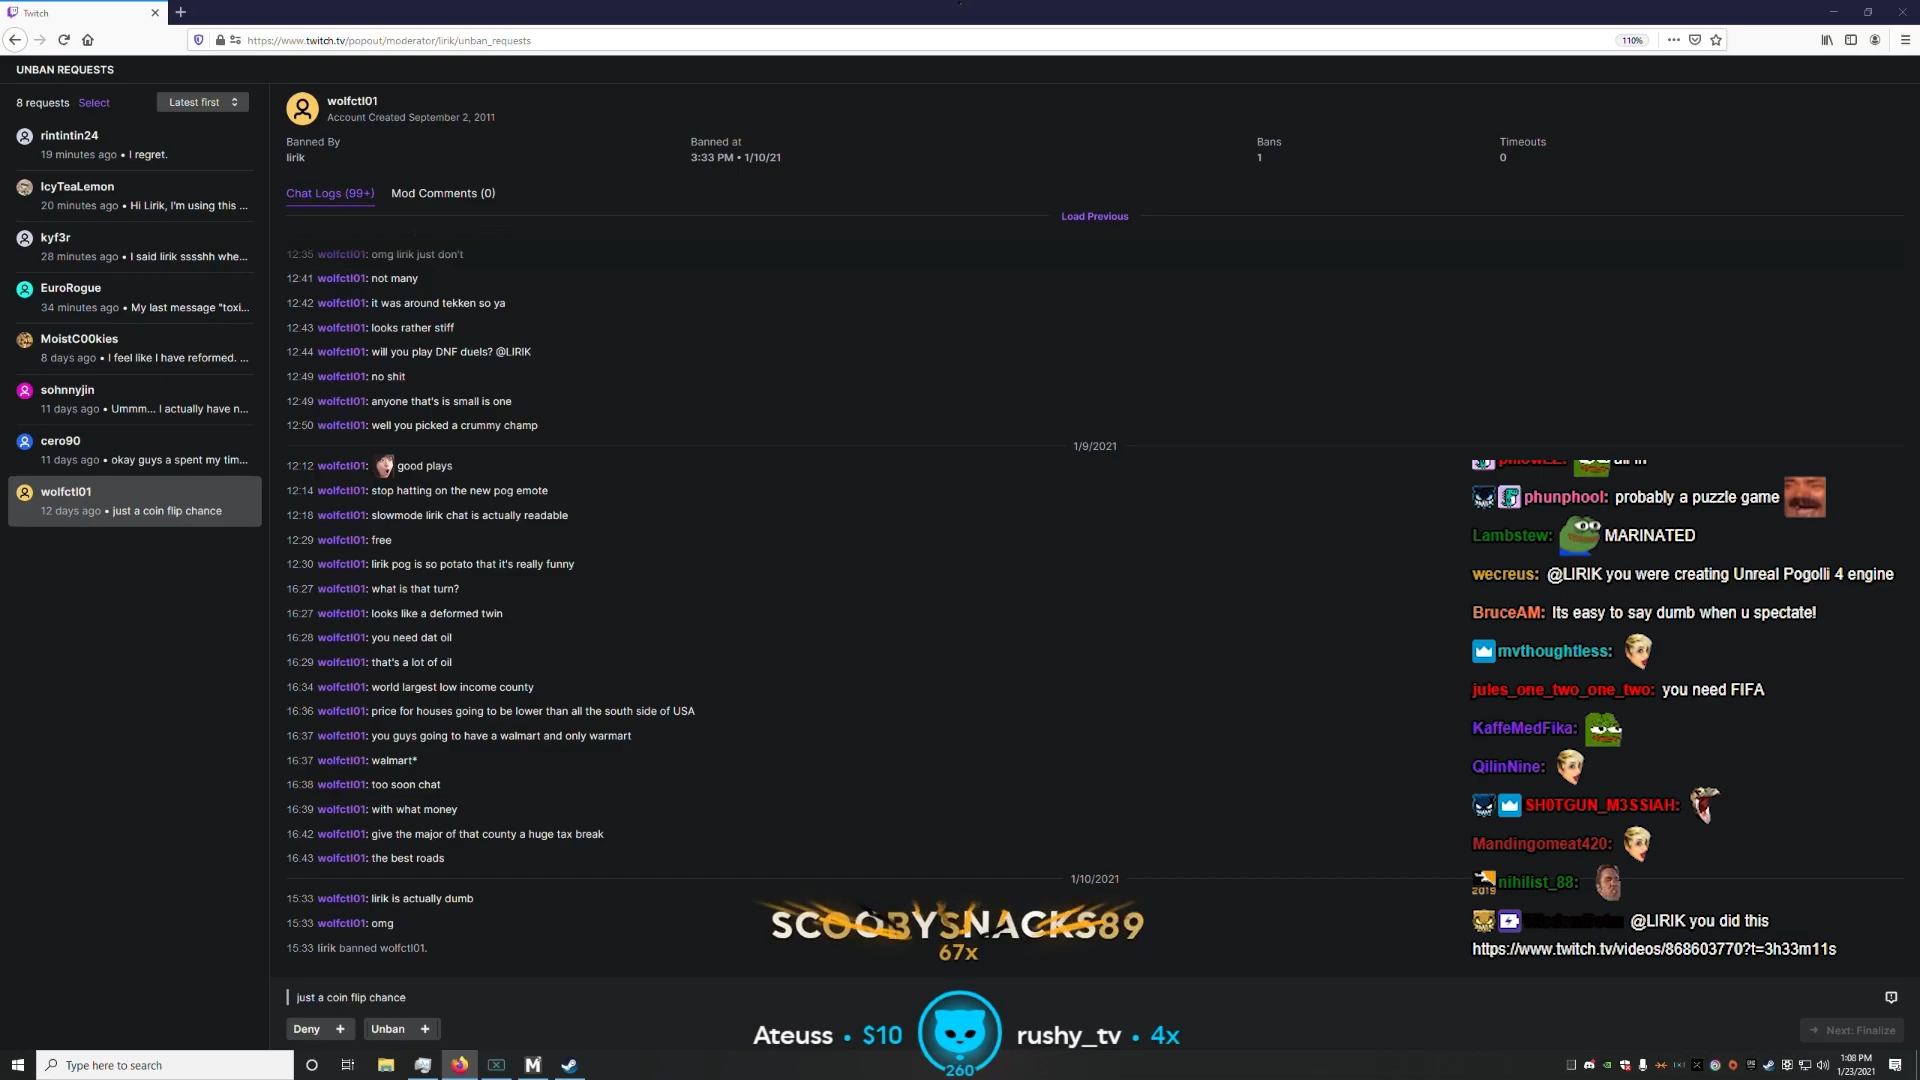 Twitch
https://www.twitch.tv/popout/moderator/lirik/unban_requests
110%
UNBAN REQUESTS
8 requests Select Latest first
rintintin24
19 minutes ago • I regret.
IcyTeaLemon
20 minutes ago • Hi Lirik, I'm using this ...
kyf3r
28 minutes ago • I said lirik sssshh whe...
EuroRogue
34 minutes ago • My last message "toxi...
MoistC00kies
8 days ago • I feel like I have reformed. ...
sohnnyjin
11 days ago • Ummm... I actually have n...
cero90
11 days ago • okay guys a spent my tim...
wolfctl01
12 days ago • just a coin flip chance
wolfctl01
Account Created September 2, 2011
Banned By
lirik
Banned at
3:33 PM • 1/10/21
Bans
1
Timeouts
0
Chat Logs (99+) Mod Comments (0)
Load Previous
12:35 wolfctl01: omg lirik just don't
12:41 wolfctl01: not many
12:42 wolfctl01: it was around tekken so ya
12:43 wolfctl01: looks rather stiff
12:44 wolfctl01: will you play DNF duels? @LIRIK
12:49 wolfctl01: no shit
12:49 wolfctl01: anyone that's is small is one
12:50 wolfctl01: well you picked a crummy champ
1/9/2021
12:12 wolfctl01: good plays
12:14 wolfctl01: stop hatting on the new pog emote
12:18 wolfctl01: slowmode lirik chat is actually readable
12:29 wolfctl01: free
12:30 wolfctl01: lirik pog is so potato that it's really funny
16:27 wolfctl01: what is that turn?
16:27 wolfctl01: looks like a deformed twin
16:28 wolfctl01: you need dat oil
16:29 wolfctl01: that's a lot of oil
16:34 wolfctl01: world largest low income county
16:36 wolfctl01: price for houses going to be lower than all the south side of USA
16:37 wolfctl01: you guys going to have a walmart and only warmart
16:37 wolfctl01: walmart*
16:38 wolfctl01: too soon chat
16:39 wolfctl01: with what money
16:42 wolfctl01: give the major of that county a huge tax break
16:43 wolfctl01: the best roads
1/10/2021
15:33 wolfctl01: lirik is actually dumb
15:33 wolfctl01: omg
15:33 lirik banned wolfctl01.
just a coin flip chance
Deny + Unban +
Next: Finalize
phunphool: probably a puzzle game
Lambstew: MARINATED
wecreus: @LIRIK you were creating Unreal Pogolli 4 engine
BruceAM: Its easy to say dumb when u spectate!
mvthoughtless:
jules_one_two_one_two: you need FIFA
KaffeMedFika:
QilinNine:
SH0TGUN_M3SSIAH:
Mandingomeat420:
2019 nihilist_88:
@LIRIK you did this
https://www.twitch.tv/videos/868603770?t=3h33m11s
SCOOBYSNACKS89
67x
Ateuss • $10
260
rushy_tv • 4x
Type here to search
1:08 PM
1/23/2021